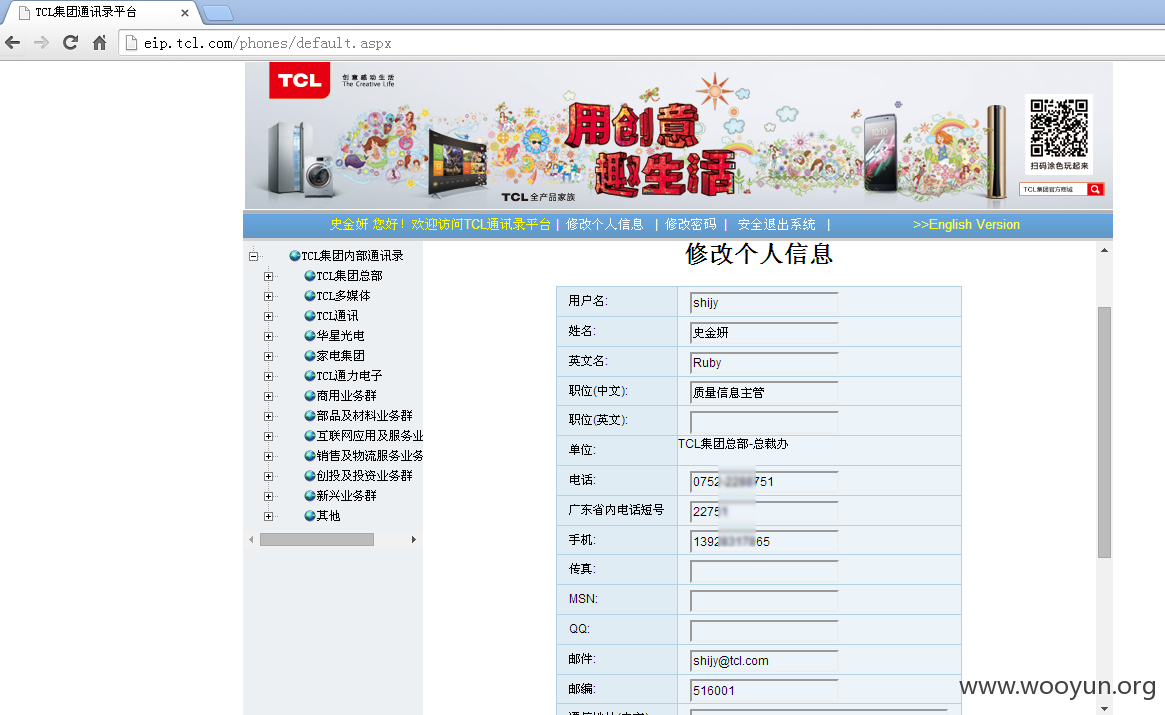 TCL集团通讯录平台
eip.tcl.com/phones/default.aspx
TCL 创意感动生活
The Creative Life
用创意
趣生活
TCL 全产品家族
扫码涂色玩起来
TCL集团官方商城
史金妍 您好！欢迎访问TCL通讯录平台 | 修改个人信息 | 修改密码 | 安全退出系统 | >>English Version
TCL集团内部通讯录
TCL集团总部
TCL多媒体
TCL通讯
华星光电
家电集团
TCL通力电子
商用业务群
部品及材料业务群
互联网应用及服务业
销售及物流服务业务
创投及投资业务群
新兴业务群
其他
修改个人信息
用户名: shijy
姓名: 史金妍
英文名: Ruby
职位(中文): 质量信息主管
职位(英文):
单位: TCL集团总部-总裁办
电话: 0752 751
广东省内电话短号 2275
手机: 139 65
传真:
MSN:
QQ:
邮件: shijy@tcl.com
邮编: 516001
www.wooyun.org